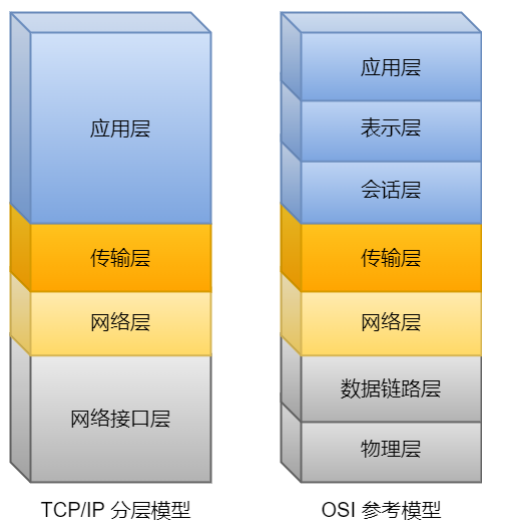 应用层
传输层
网络层
网络接口层
TCP/IP 分层模型
应用层
表示层
会话层
传输层
网络层
数据链路层
物理层
OSI 参考模型